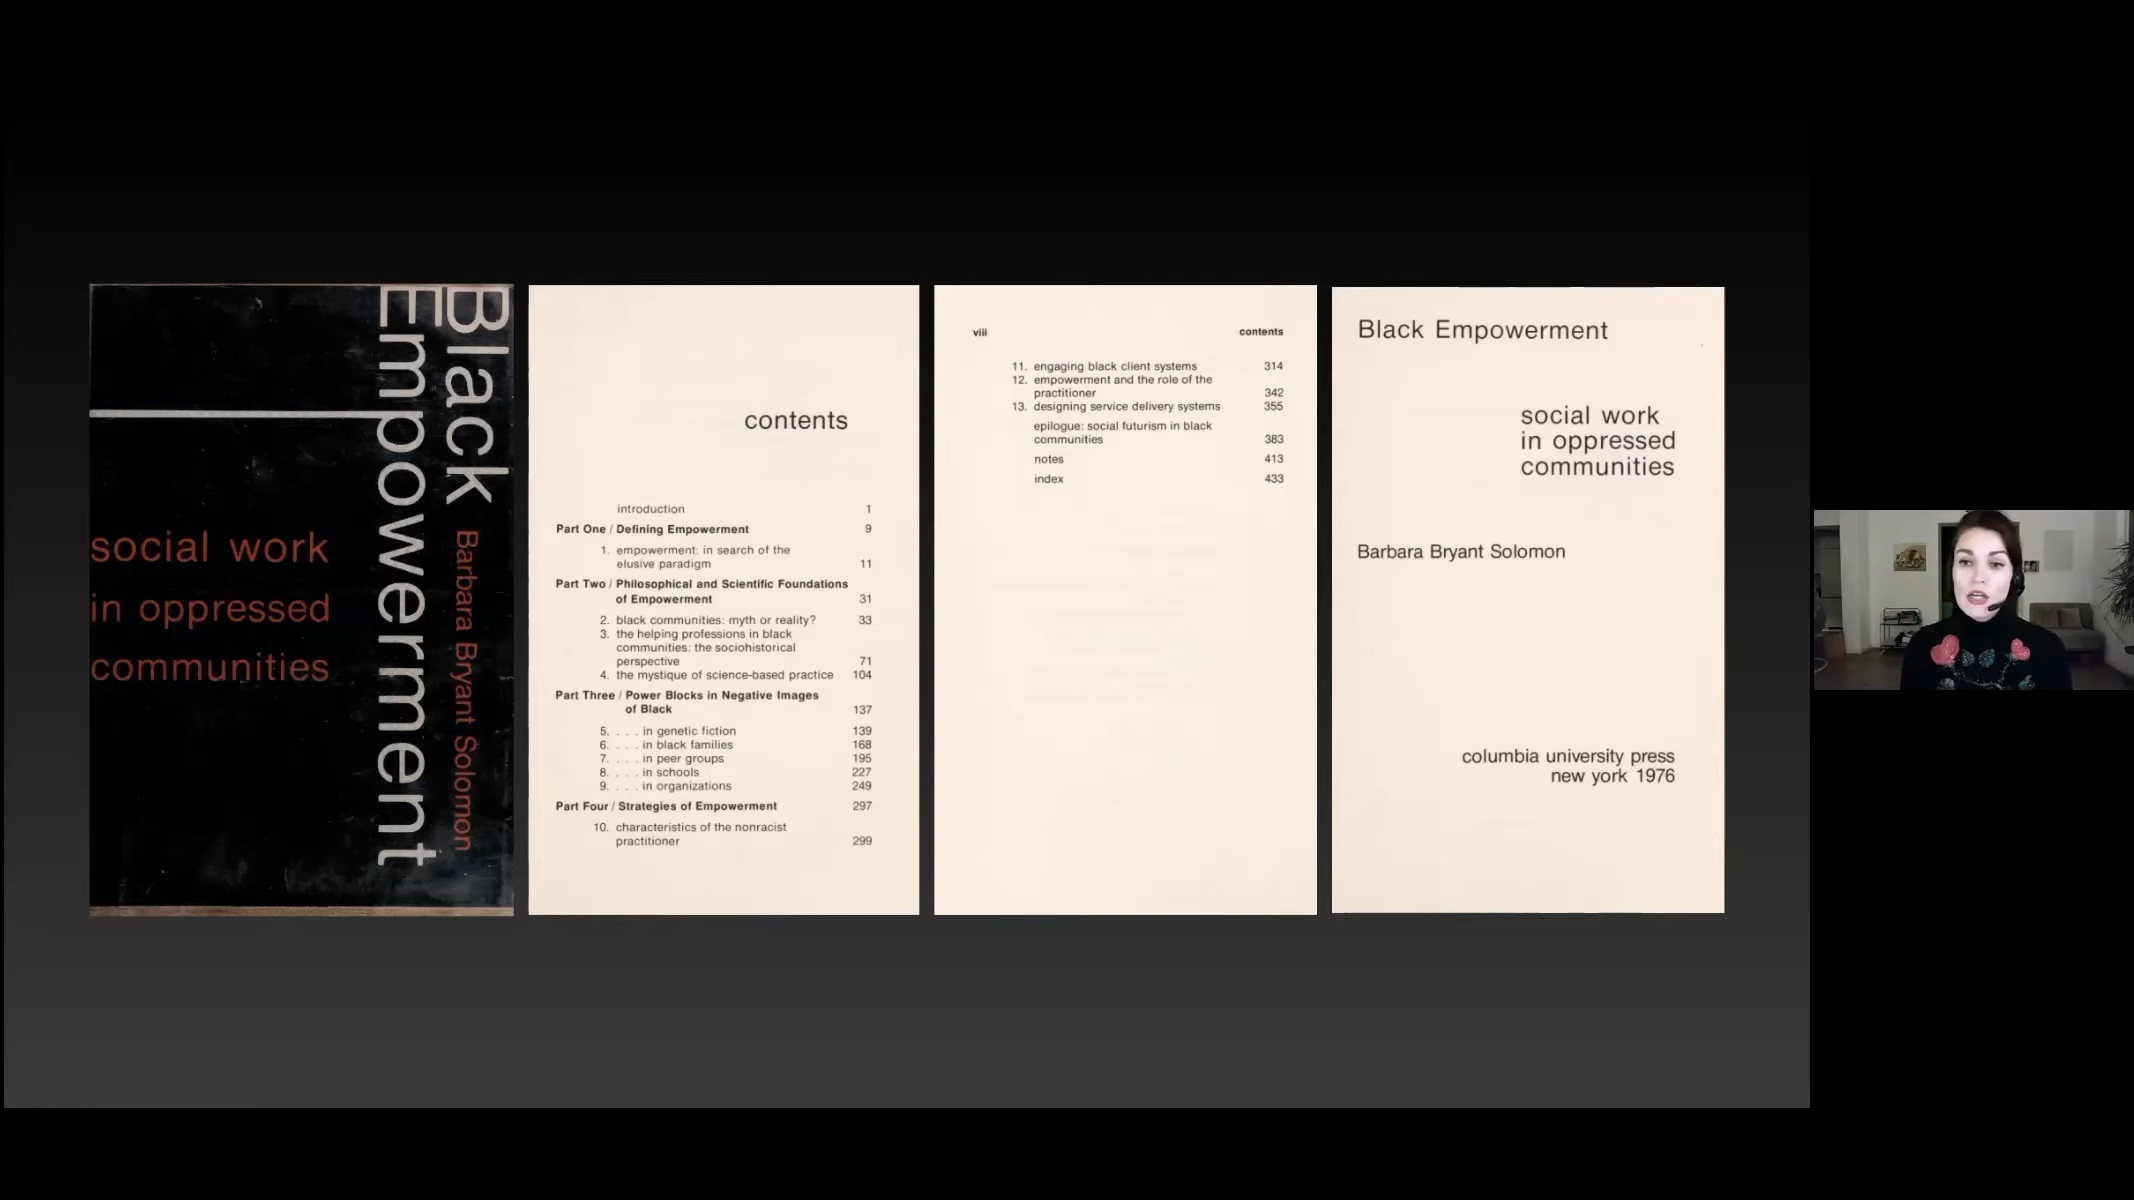 Black
Empowerment
Barbara Bryant Solomon
social work
in oppressed
communities
contents
introduction 1
Part One / Defining Empowerment 9
1. empowerment: in search of the
elusive paradigm 11
Part Two / Philosophical and Scientific Foundations
of Empowerment 31
2. black communities: myth or reality? 33
3. the helping professions in black
communities: the sociohistorical
perspective 71
4. the mystique of science-based practice 104
Part Three / Power Blocks in Negative Images
of Black 137
5. . . . in genetic fiction 139
6. . . . in black families 168
7. . . . in peer groups 195
8. . . . in schools 227
9. . . . in organizations 249
Part Four / Strategies of Empowerment 297
10. characteristics of the nonracist
practitioner 299
viii contents
11. engaging black client systems 314
12. empowerment and the role of the
practitioner 342
13. designing service delivery systems 355
epilogue: social futurism in black
communities 383
notes 413
index 433
Black Empowerment
social work
in oppressed
communities
Barbara Bryant Solomon
columbia university press
new york 1976